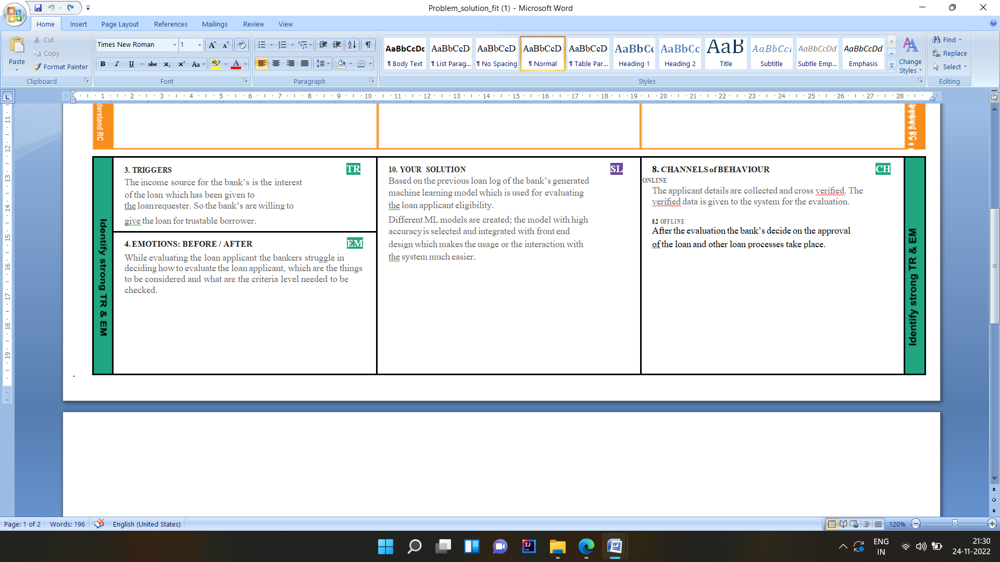 Problem_solution_fit (1) - Microsoft Word
Home Insert Page Layout References Mailings Review View
Paste
Cut
Copy
Format Painter
Clipboard
Times New Roman 1
Font
Paragraph
AaBbCcDc AaBbCcD AaBbCcD AaBbCcD AaBbCcD AaBbCc AaBbCc AaB AaBbCcl AaBbCcDd AaBbCcDd
¶ Body Text ¶ List Parag... ¶ No Spacing ¶ Normal ¶ Table Par... Heading 1 Heading 2 Title Subtitle Subtle Emp... Emphasis
Styles
Change
Styles
Find
Replace
Select
Editing
1 2 3 4 5 6 7 8 9 10 11 12 13 14 15 16 17 18 19 20 21 22 23 24 25 26 27 28
11
12
13
14
15
16
17
18
19
derstand RC
3. TRIGGERS TR
The income source for the bank’s is the interest
of the loan which has been given to
the loan requester. So the bank’s are willing to
give the loan for trustable borrower.
4. EMOTIONS: BEFORE / AFTER EM
While evaluating the loan applicant the bankers struggle in
deciding how to evaluate the loan applicant, which are the things
to be considered and what are the criteria level needed to be
checked.
10. YOUR SOLUTION SL
Based on the previous loan log of the bank’s generated
machine learning model which is used for evaluating
the loan applicant eligibility.
Different ML models are created; the model with high
accuracy is selected and integrated with front end
design which makes the usage or the interaction with
the system much easier.
8. CHANNELS of BEHAVIOUR CH
ONLINE
The applicant details are collected and cross verified. The
verified data is given to the system for the evaluation.
8.2 OFFLINE
After the evaluation the bank’s decide on the approval
of the loan and other loan processes take place.
Identify strong TR & EM
Identify strong TR & EM
.
Page: 1 of 2 Words: 196 English (United States) 120%
ENG
IN
21:30
24-11-2022